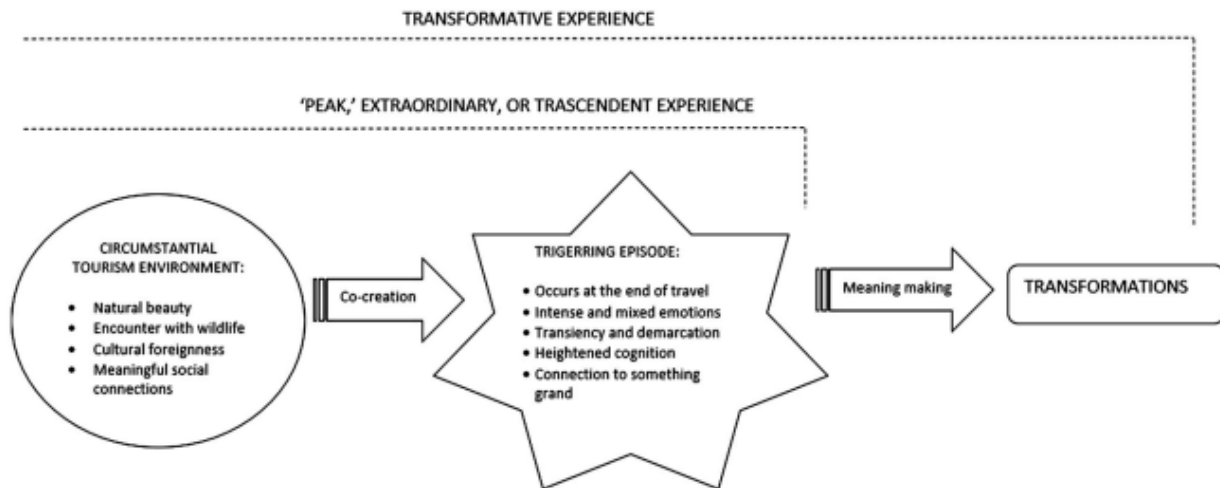 TRANSFORMATIVE EXPERIENCE
'PEAK,' EXTRAORDINARY, OR TRASCENDENT EXPERIENCE
CIRCUMSTANTIAL
TOURISM ENVIRONMENT:
• Natural beauty
• Encounter with wildlife
• Cultural foreignness
• Meaningful social
connections
Co-creation
TRIGERRING EPISODE:
• Occurs at the end of travel
• Intense and mixed emotions
• Transiency and demarcation
• Heightened cognition
• Connection to something
grand
Meaning making
TRANSFORMATIONS